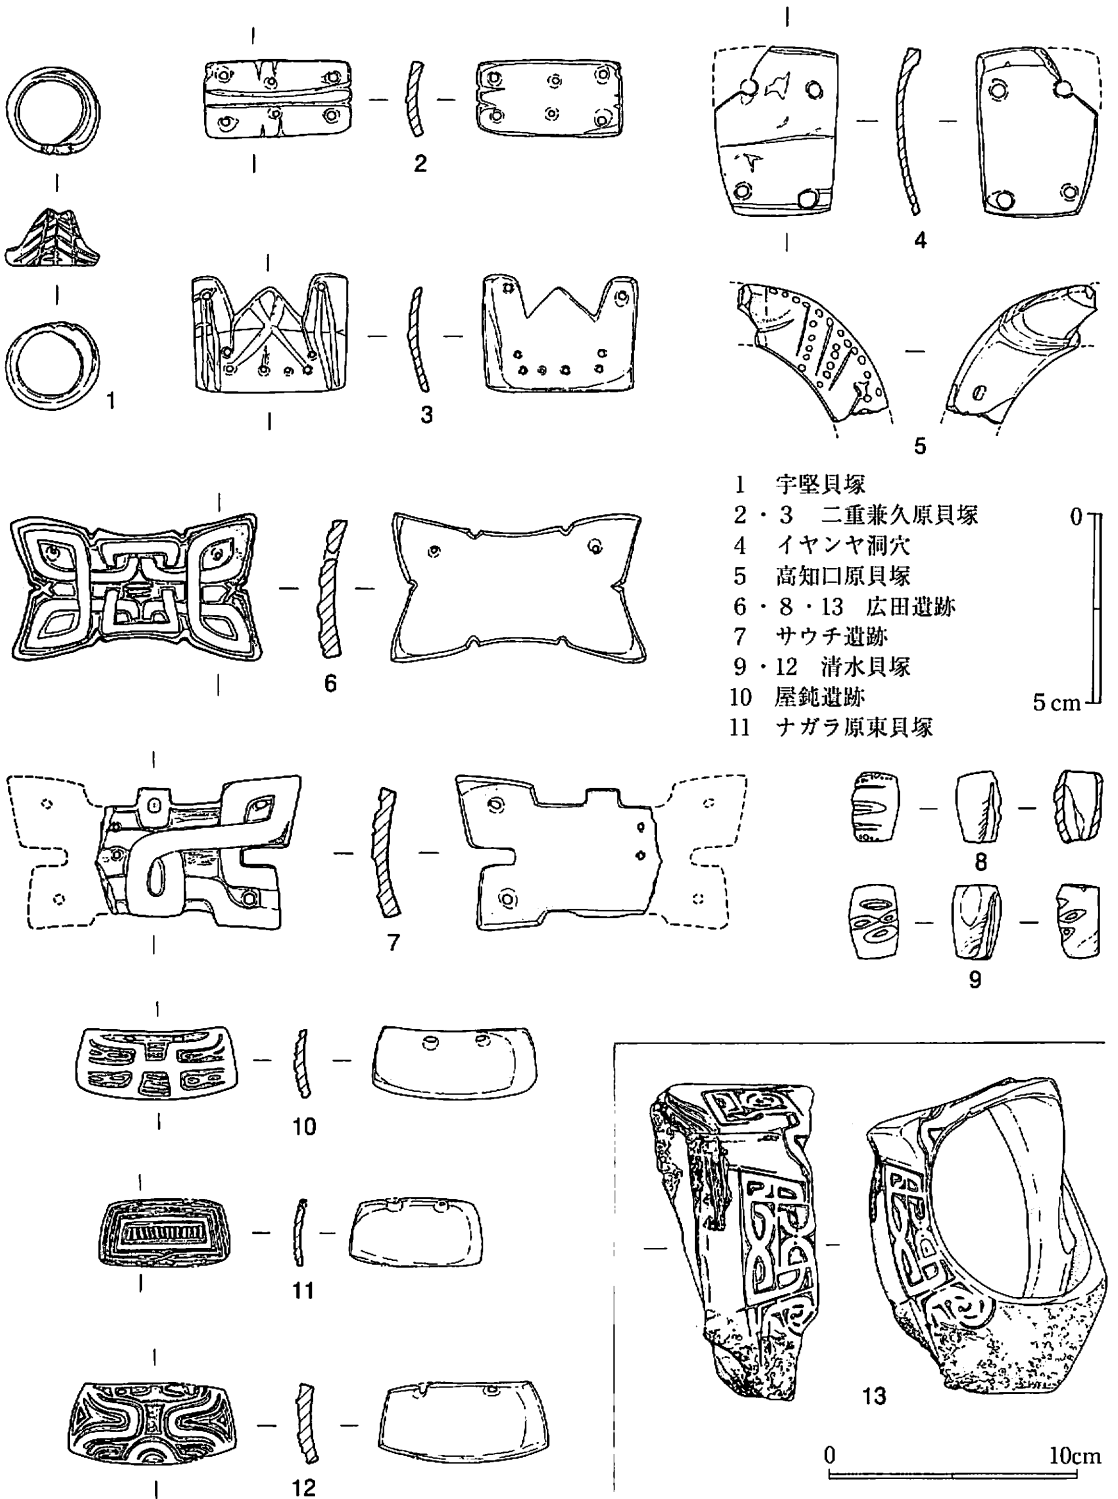 2
4
1
3
5
1 宇堅貝塚
2・3 二重兼久原貝塚
4 イヤンヤ洞穴
5 高知口原貝塚
6・8・13 広田遺跡
7 サウチ遺跡
9・12 清水貝塚
10 屋鈍遺跡
11 ナガラ原東貝塚
0
5cm
6
7
8
9
10
11
12
13
0 10cm